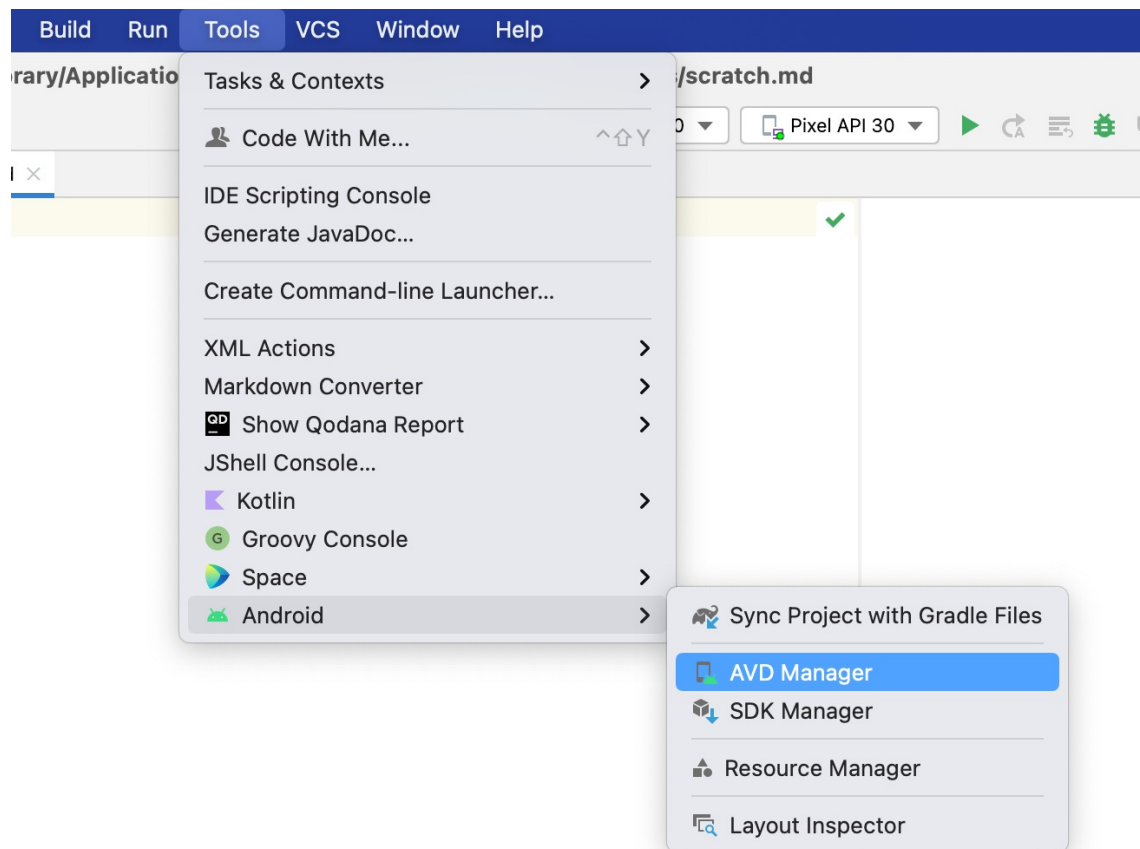 Build Run Tools VCS Window Help
rary/Applicatio
/scratch.md
Tasks & Contexts
0
Pixel API 30
Code With Me... ^⇧Y
IDE Scripting Console
Generate JavaDoc...
Create Command-line Launcher...
XML Actions
Markdown Converter
QD Show Qodana Report
JShell Console...
Kotlin
G Groovy Console
Space
Android
Sync Project with Gradle Files
AVD Manager
SDK Manager
Resource Manager
Layout Inspector